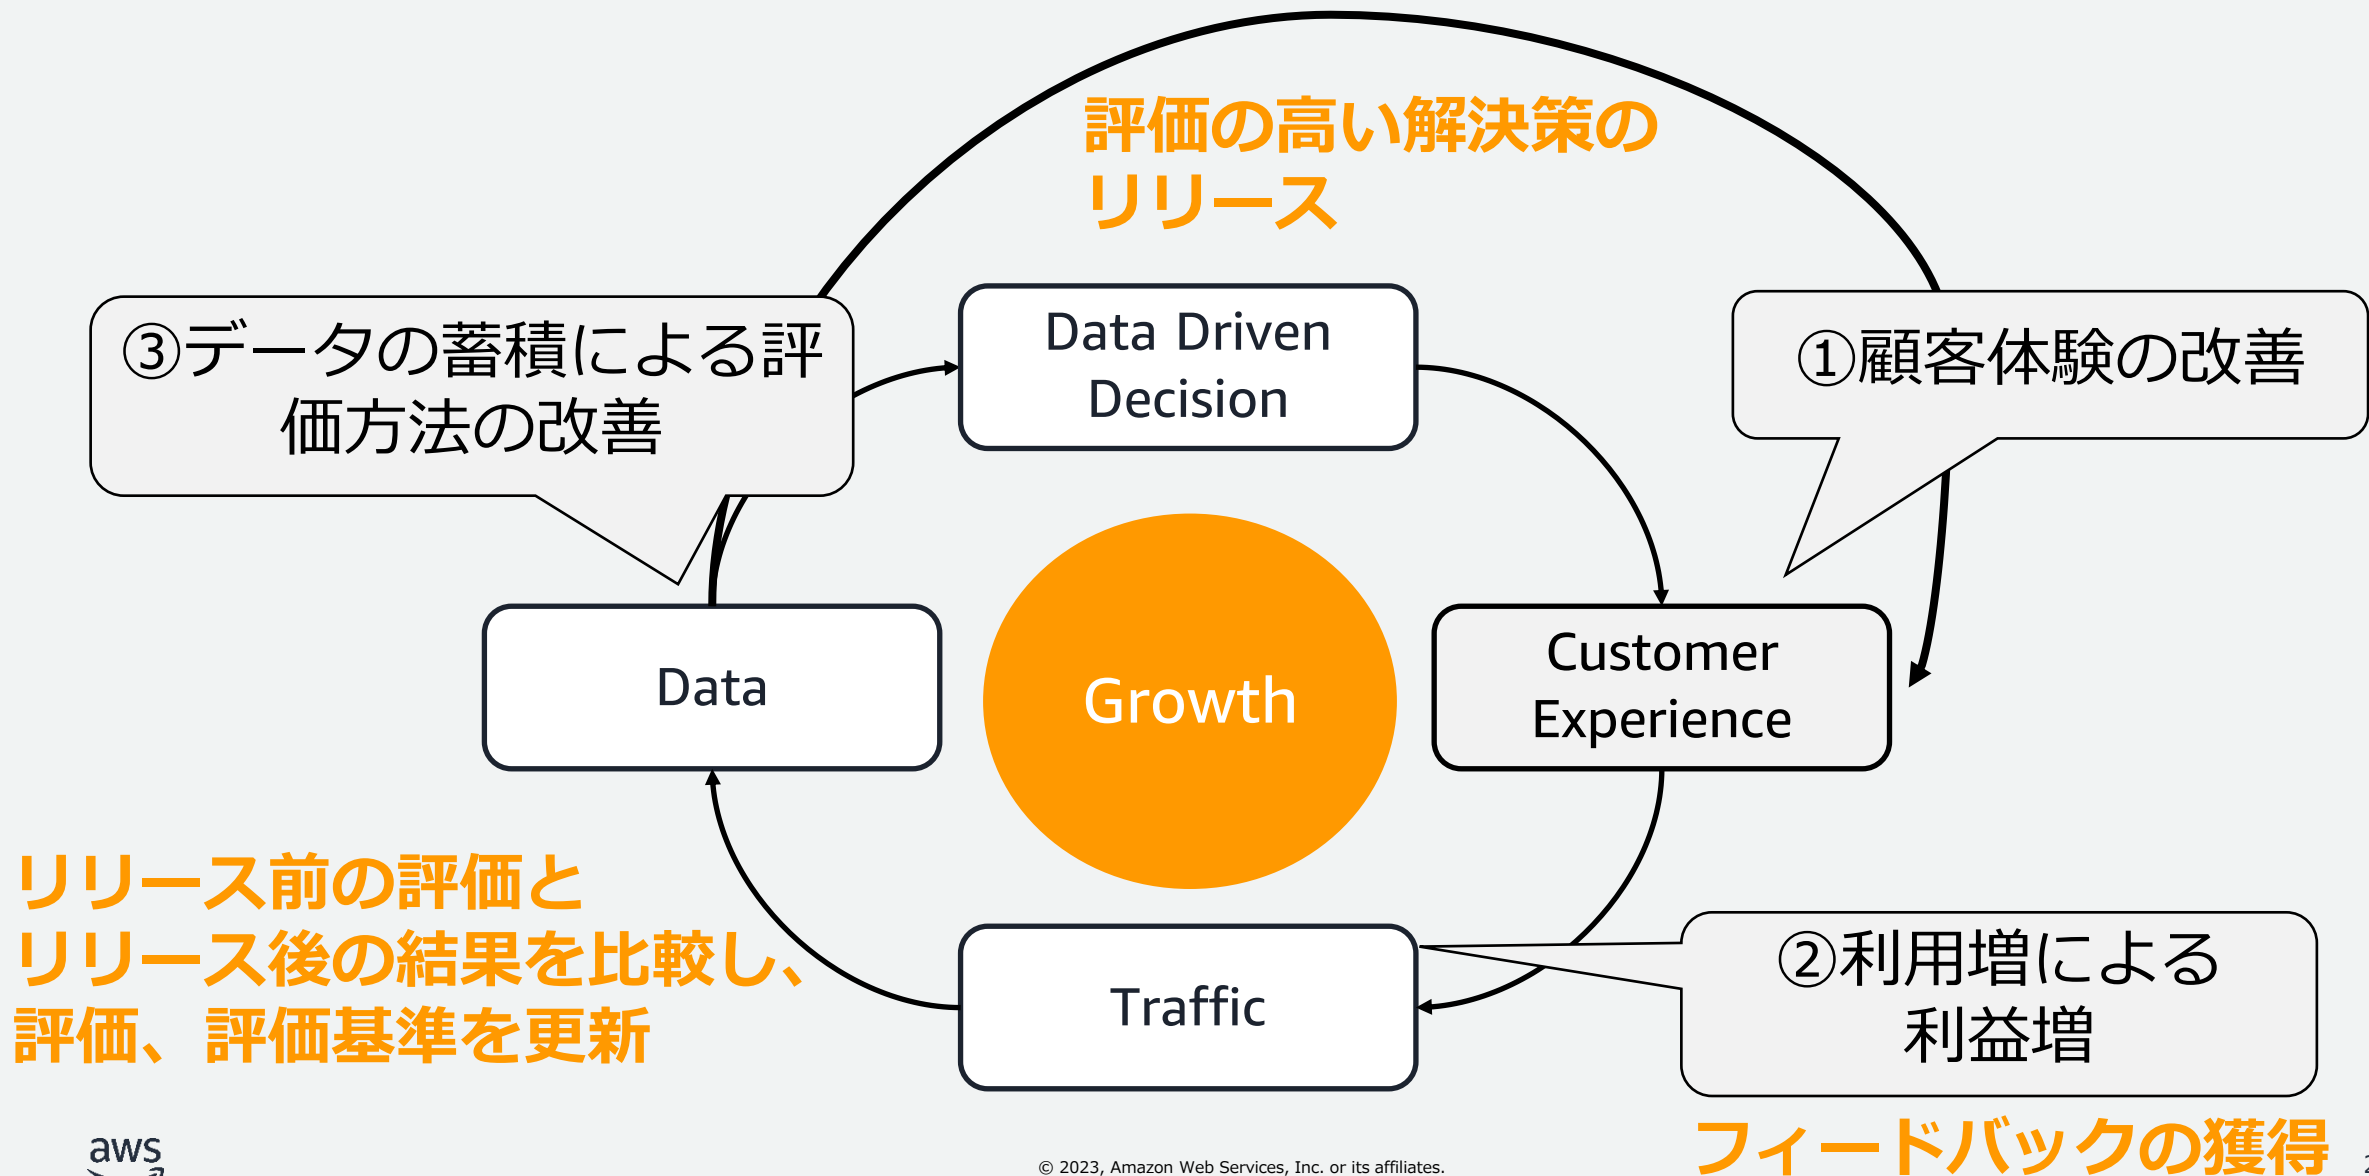 評価の高い解決策の
リリース
③データの蓄積による評
価方法の改善
Data Driven
Decision
①顧客体験の改善
Data
Growth
Customer
Experience
リリース前の評価と
リリース後の結果を比較し、
評価、評価基準を更新
Traffic
②利用増による
利益増
フィードバックの獲得
aws
© 2023, Amazon Web Services, Inc. or its affiliates.